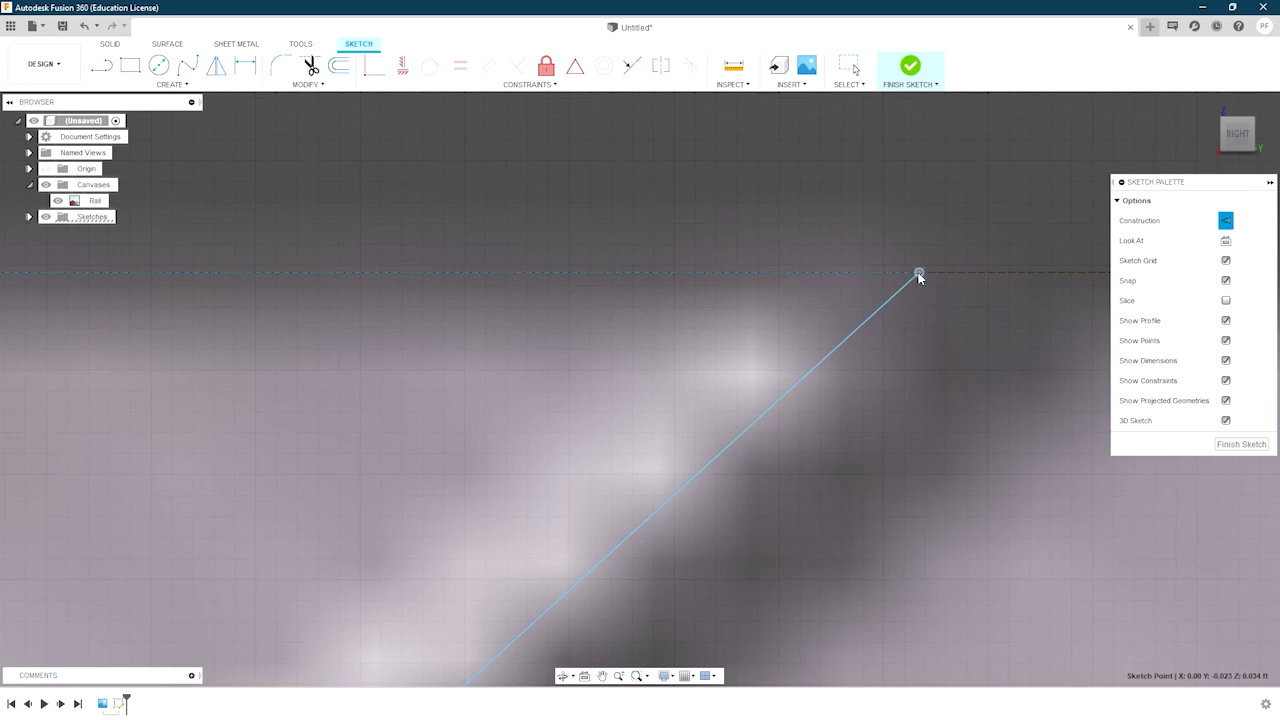 Autodesk Fusion 360 (Education License)
Untitled*
PF
DESIGN
SOLID SURFACE SHEET METAL TOOLS SKETCH
CREATE MODIFY CONSTRAINTS INSPECT INSERT SELECT FINISH SKETCH
BROWSER
(Unsaved)
Document Settings
Named Views
Origin
Canvases
Rail
Sketches
Z
RIGHT
Y
SKETCH PALETTE
Options
Construction
Look At
Sketch Grid
Snap
Slice
Show Profile
Show Points
Show Dimensions
Show Constraints
Show Projected Geometries
3D Sketch
Finish Sketch
COMMENTS
Sketch Point | X: 0.00 Y: -0.023 Z: 0.034 ft